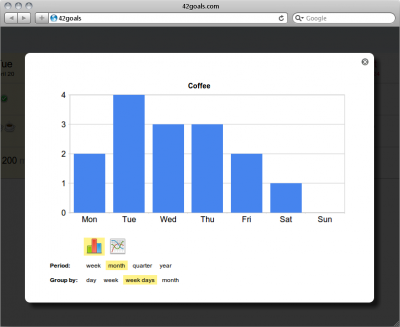 42goals.com
42goals
Google
ue
200
Coffee
4
3
2
1
0
Mon Tue Wed Thu Fri Sat Sun
Period: week month quarter year
Group by: day week week days month